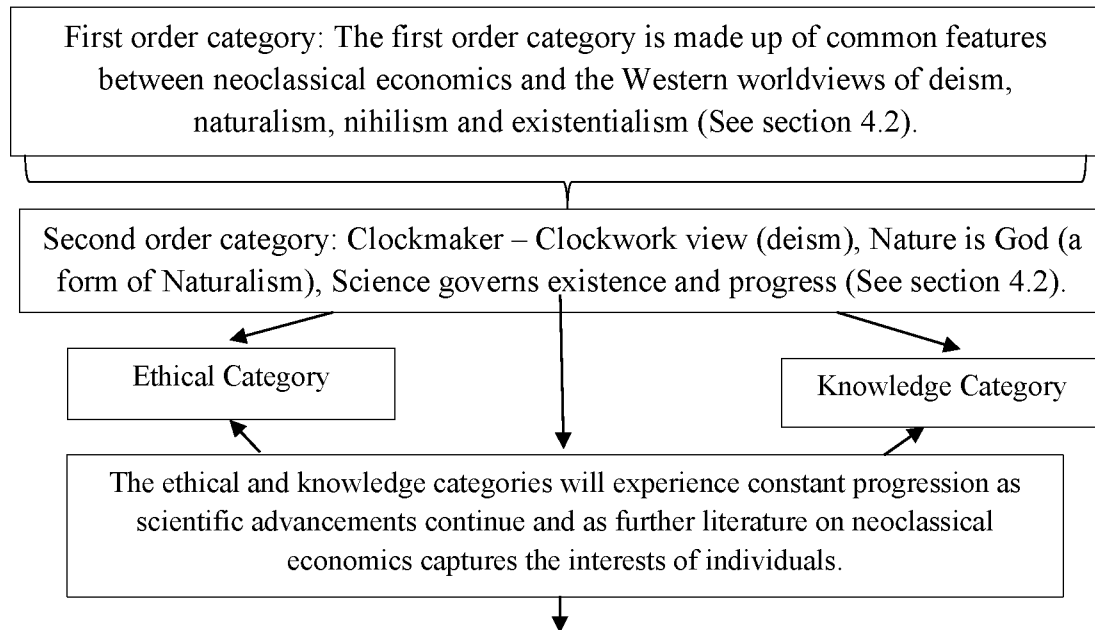 First order category: The first order category is made up of common features
between neoclassical economics and the Western worldviews of deism,
naturalism, nihilism and existentialism (See section 4.2).
Second order category: Clockmaker – Clockwork view (deism), Nature is God (a
form of Naturalism), Science governs existence and progress (See section 4.2).
Ethical Category
Knowledge Category
The ethical and knowledge categories will experience constant progression as
scientific advancements continue and as further literature on neoclassical
economics captures the interests of individuals.